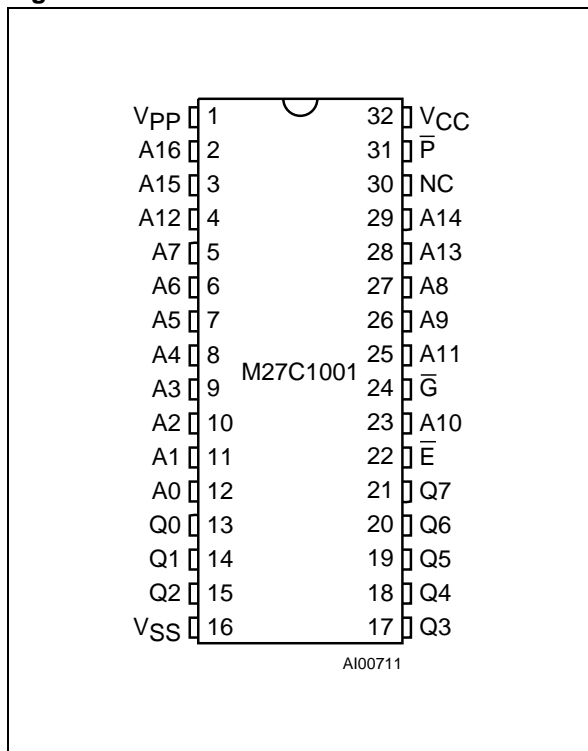 VPP 1 32 VCC
A16 2 31 P̅
A15 3 30 NC
A12 4 29 A14
A7 5 28 A13
A6 6 27 A8
A5 7 26 A9
A4 8 25 A11
M27C1001
A3 9 24 G̅
A2 10 23 A10
A1 11 22 E̅
A0 12 21 Q7
Q0 13 20 Q6
Q1 14 19 Q5
Q2 15 18 Q4
VSS 16 17 Q3
AI00711